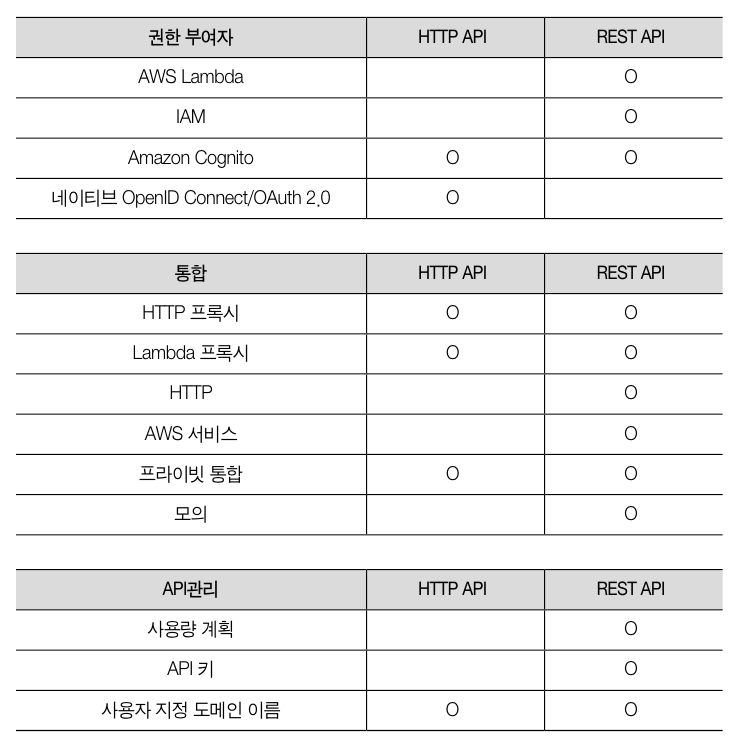 권한 부여자 HTTP API REST API
AWS Lambda O
IAM O
Amazon Cognito O O
네이티브 OpenID Connect/OAuth 2.0 O
통합 HTTP API REST API
HTTP 프록시 O O
Lambda 프록시 O O
HTTP O
AWS 서비스 O
프라이빗 통합 O O
모의 O
API관리 HTTP API REST API
사용량 계획 O
API 키 O
사용자 지정 도메인 이름 O O